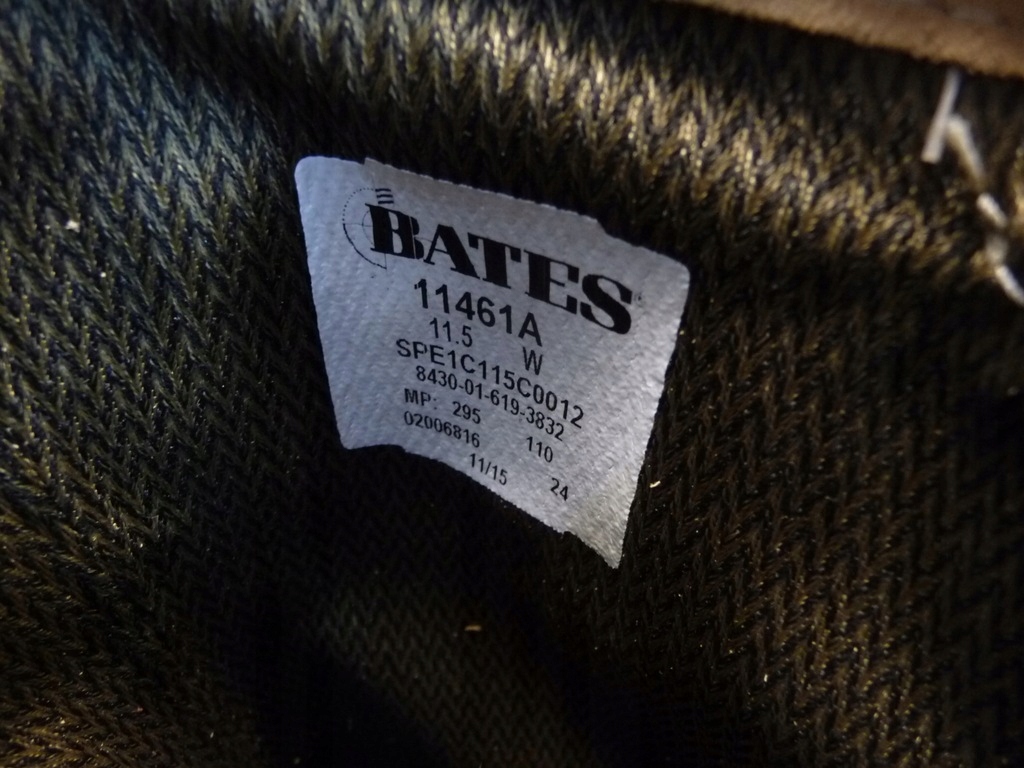 BATES
11461A
11.5 W
SPE1C115C0012
8430-01-619-3832
MP: 295 110
02006816
11/15 24